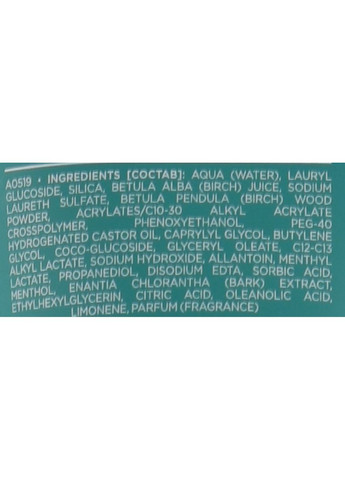 A0519 • INGREDIENTS [СОСТАВ]: AQUA (WATER), LAURYL
GLUCOSIDE, SILICA, BETULA ALBA (BIRCH) JUICE, SODIUM
LAURETH SULFATE, BETULA PENDULA (BIRCH) WOOD
POWDER, ACRYLATES/C10-30 ALKYL ACRYLATE
CROSSPOLYMER, PHENOXYETHANOL, PEG-40
HYDROGENATED CASTOR OIL, CAPRYLYL GLYCOL, BUTYLENE
GLYCOL, COCO-GLUCOSIDE, GLYCERYL OLEATE, C12-C13
ALKYL LACTATE, SODIUM HYDROXIDE, ALLANTOIN, MENTHYL
LACTATE, PROPANEDIOL, DISODIUM EDTA, SORBIC ACID,
MENTHOL, ENANTIA CHLORANTHA (BARK) EXTRACT,
ETHYLHEXYLGLYCERIN, CITRIC ACID, OLEANOLIC ACID,
LIMONENE, PARFUM (FRAGRANCE)